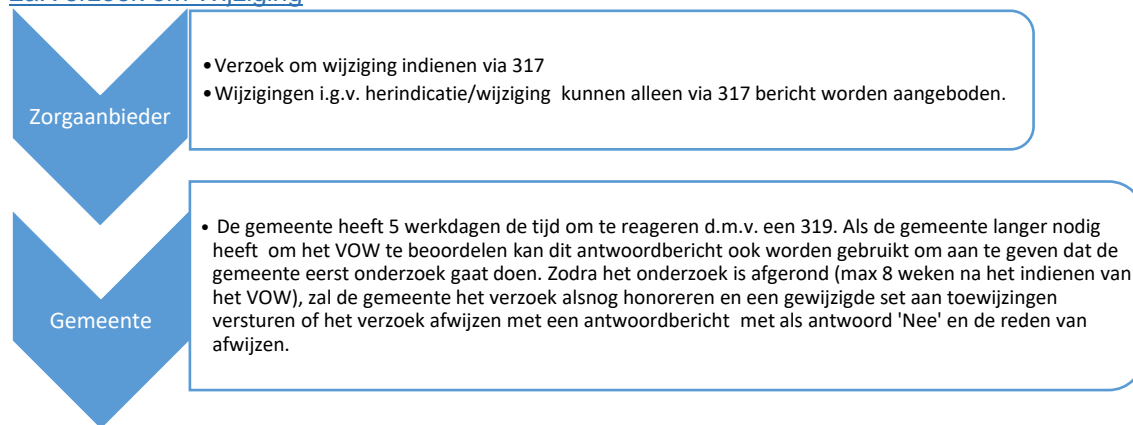 Wijziging
Zorgaanbieder
•Verzoek om wijziging indienen via 317
•Wijzigingen i.g.v. herindicatie/wijziging kunnen alleen via 317 bericht worden aangeboden.
Gemeente
• De gemeente heeft 5 werkdagen de tijd om te reageren d.m.v. een 319. Als de gemeente langer nodig
heeft om het VOW te beoordelen kan dit antwoordbericht ook worden gebruikt om aan te geven dat de
gemeente eerst onderzoek gaat doen. Zodra het onderzoek is afgerond (max 8 weken na het indienen van
het VOW), zal de gemeente het verzoek alsnog honoreren en een gewijzigde set aan toewijzingen
versturen of het verzoek afwijzen met een antwoordbericht met als antwoord 'Nee' en de reden van
afwijzen.